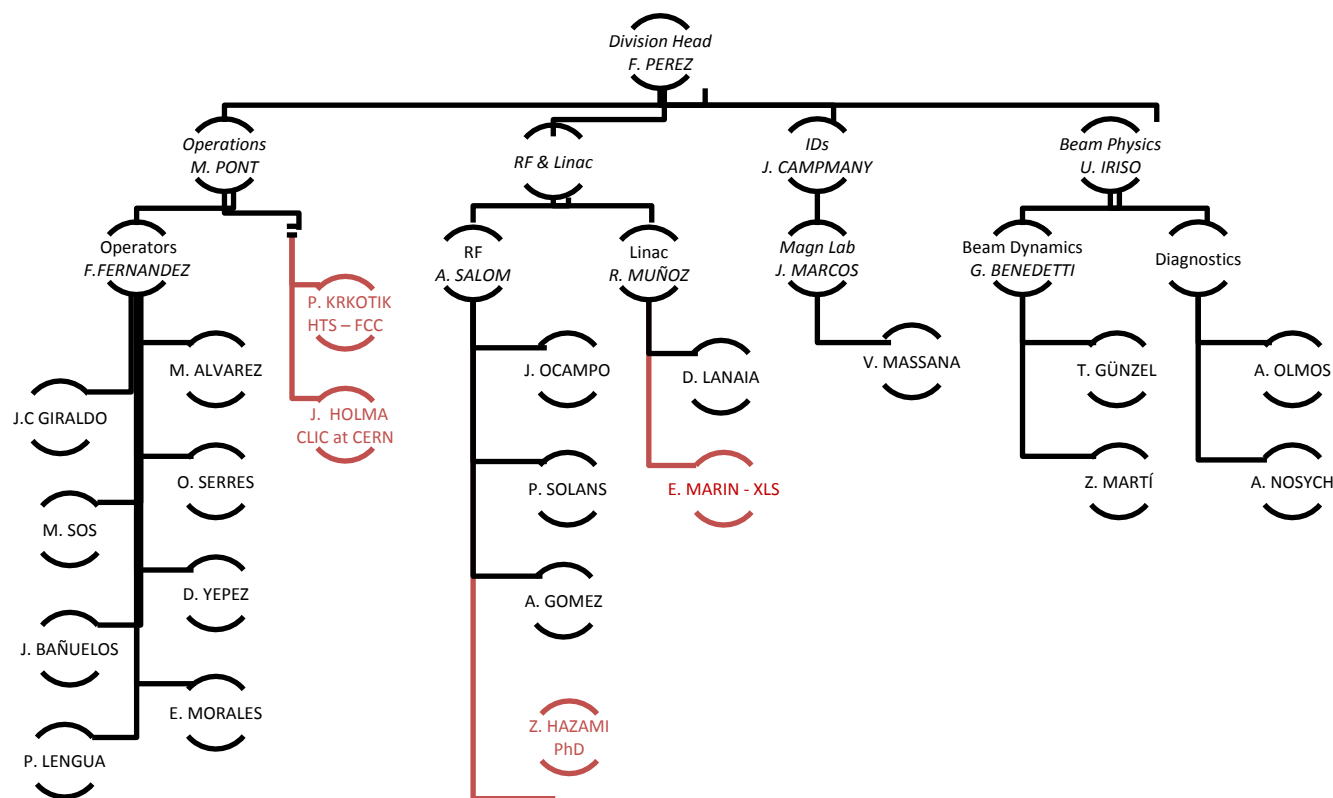 Division Head
F. PEREZ
Operations
M. PONT
RF & Linac
IDs
J. CAMPMANY
Beam Physics
U. IRISO
Operators
F.FERNANDEZ
RF
A. SALOM
Linac
R. MUÑOZ
Magn Lab
J. MARCOS
Beam Dynamics
G. BENEDETTI
Diagnostics
P. KRKOTIK
HTS – FCC
M. ALVAREZ
J.C GIRALDO
J. HOLMA
CLIC at CERN
J. OCAMPO
D. LANAIA
V. MASSANA
T. GÜNZEL
A. OLMOS
O. SERRES
M. SOS
P. SOLANS
E. MARIN - XLS
Z. MARTÍ
A. NOSYCH
D. YEPEZ
J. BAÑUELOS
A. GOMEZ
E. MORALES
P. LENGUA
Z. HAZAMI
PhD